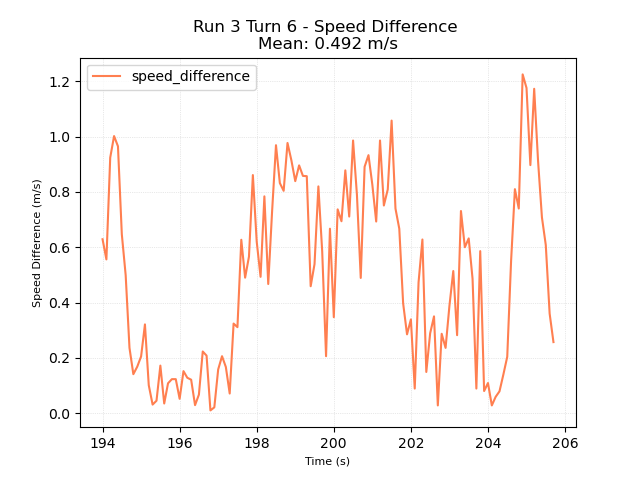 Run 3 Turn 6 - Speed Difference
Mean: 0.492 m/s
speed_difference
Speed Difference (m/s)
1.2
1.0
0.8
0.6
0.4
0.2
0.0
194 196 198 200 202 204 206
Time (s)